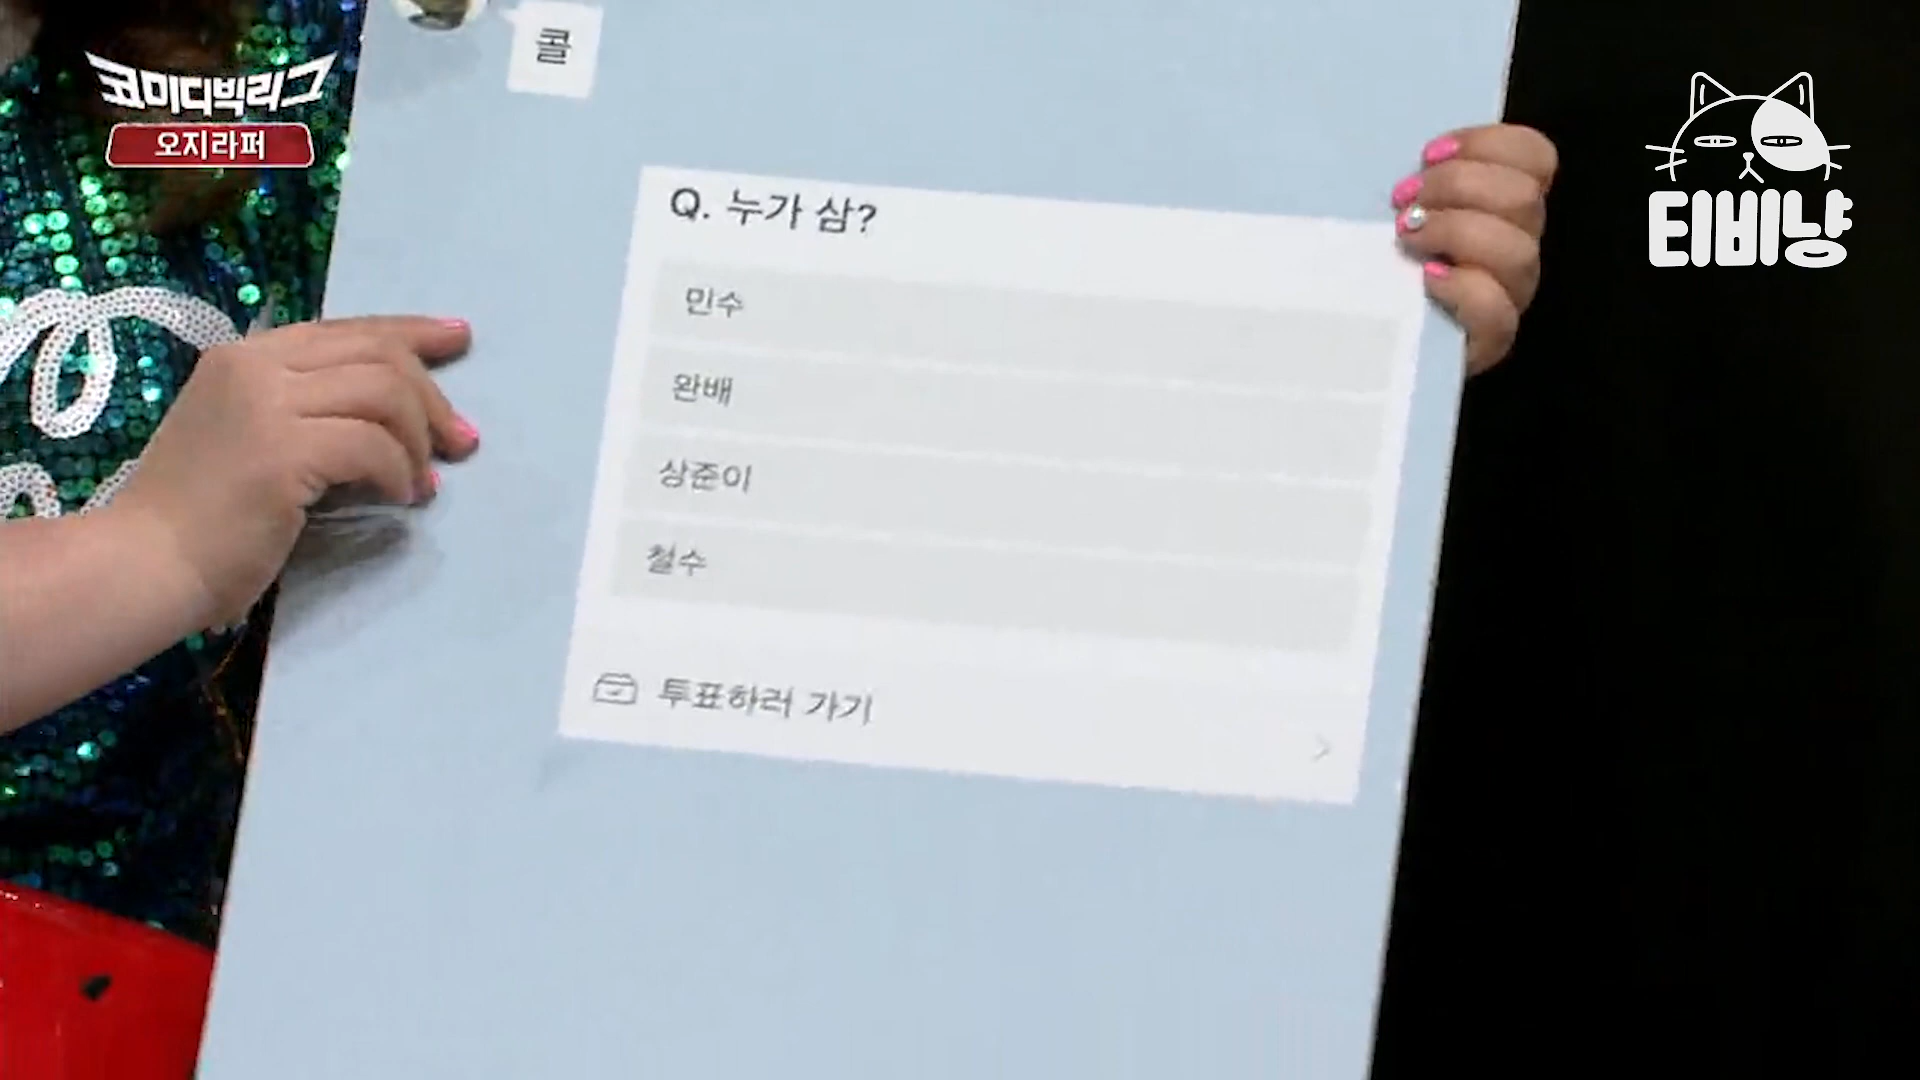 콜
코미디빅리그
오지라퍼
티비냥
Q. 누가 삼?
민수
완배
상준이
철수
투표하러 가기